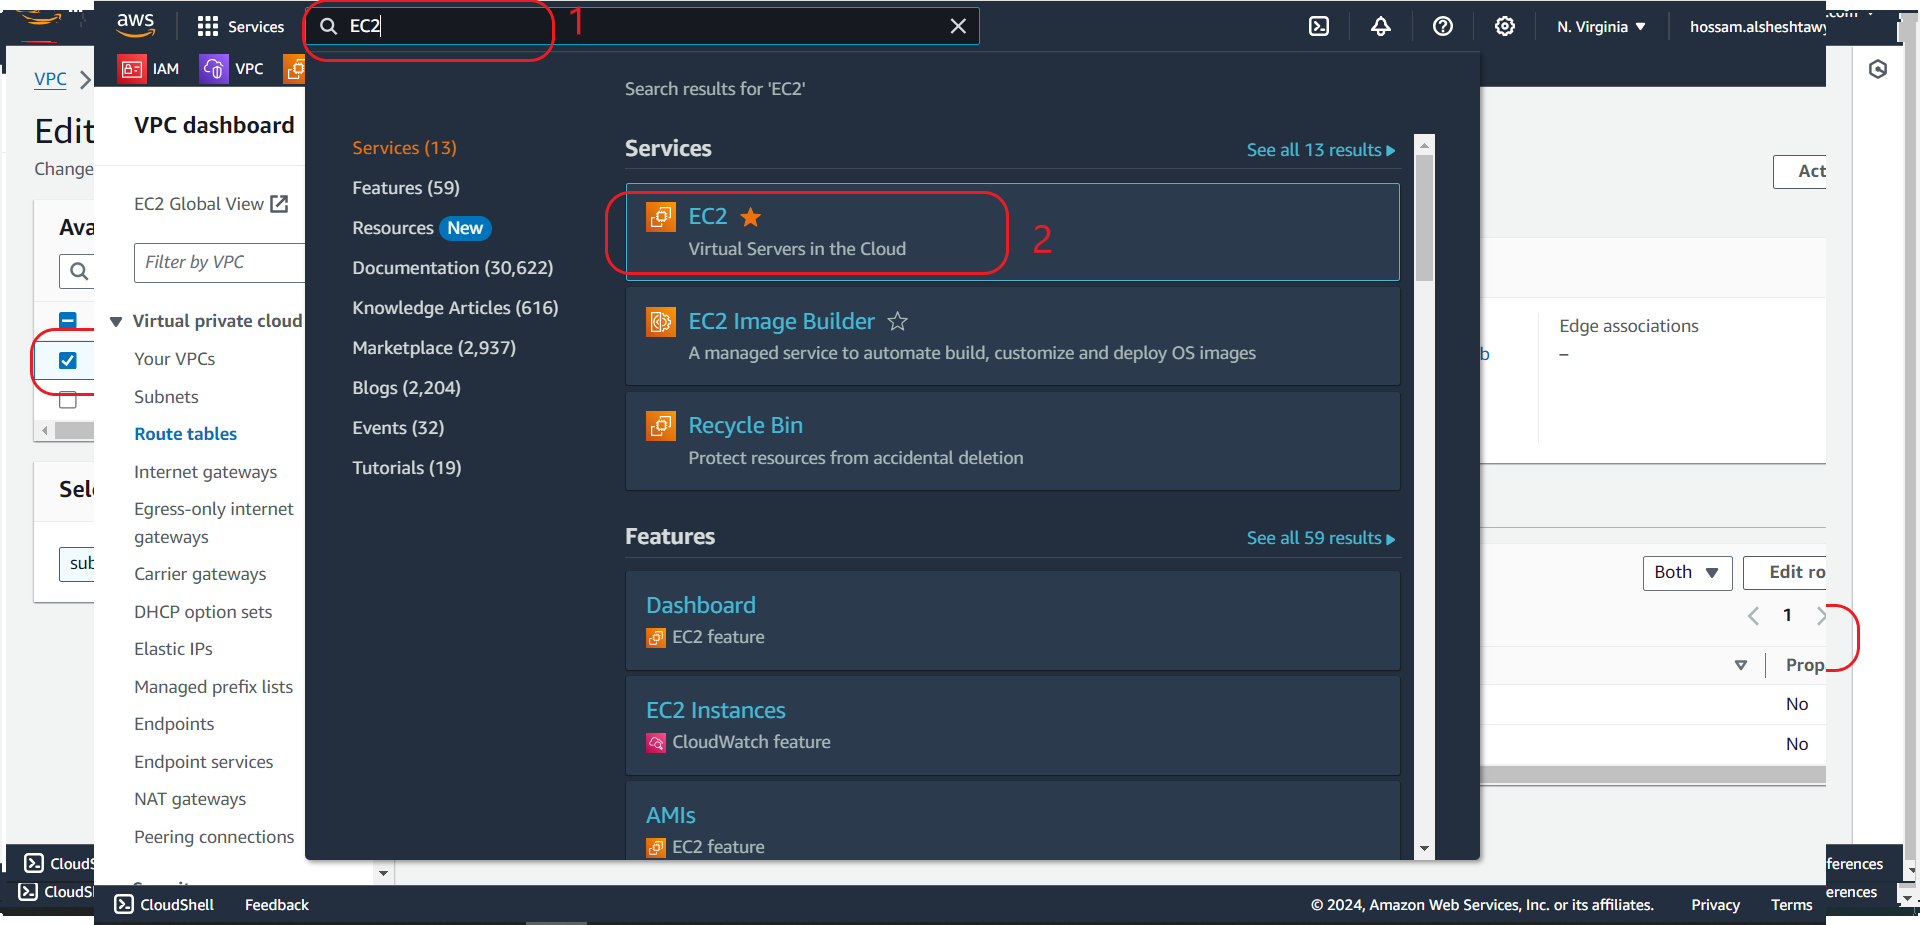 aws
Services
EC2
1
N. Virginia
hossam.alsheshtawy
.com
IAM
VPC
VPC
Edit
Change
Ava
Sel
sub
VPC dashboard
EC2 Global View
Filter by VPC
Virtual private cloud
Your VPCs
Subnets
Route tables
Internet gateways
Egress-only internet
gateways
Carrier gateways
DHCP option sets
Elastic IPs
Managed prefix lists
Endpoints
Endpoint services
NAT gateways
Peering connections
Search results for 'EC2'
Services (13)
Features (59)
Resources New
Documentation (30,622)
Knowledge Articles (616)
Marketplace (2,937)
Blogs (2,204)
Events (32)
Tutorials (19)
Services
See all 13 results
EC2
Virtual Servers in the Cloud
2
EC2 Image Builder
A managed service to automate build, customize and deploy OS images
Recycle Bin
Protect resources from accidental deletion
Features
See all 59 results
Dashboard
EC2 feature
EC2 Instances
CloudWatch feature
AMIs
EC2 feature
Act
Edge associations
b
–
Both
Edit ro
1
Prop
No
No
CloudS
ferences
CloudSh
erences
CloudShell
Feedback
© 2024, Amazon Web Services, Inc. or its affiliates.
Privacy
Terms